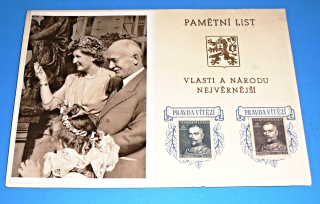 PAMĚTNÍ LIST
VLASTI A NÁRODU
NEJVĚRNĚJŠÍ
PRAVDA VÍTĚZÍ
PRAVDA VÍTĚZÍ